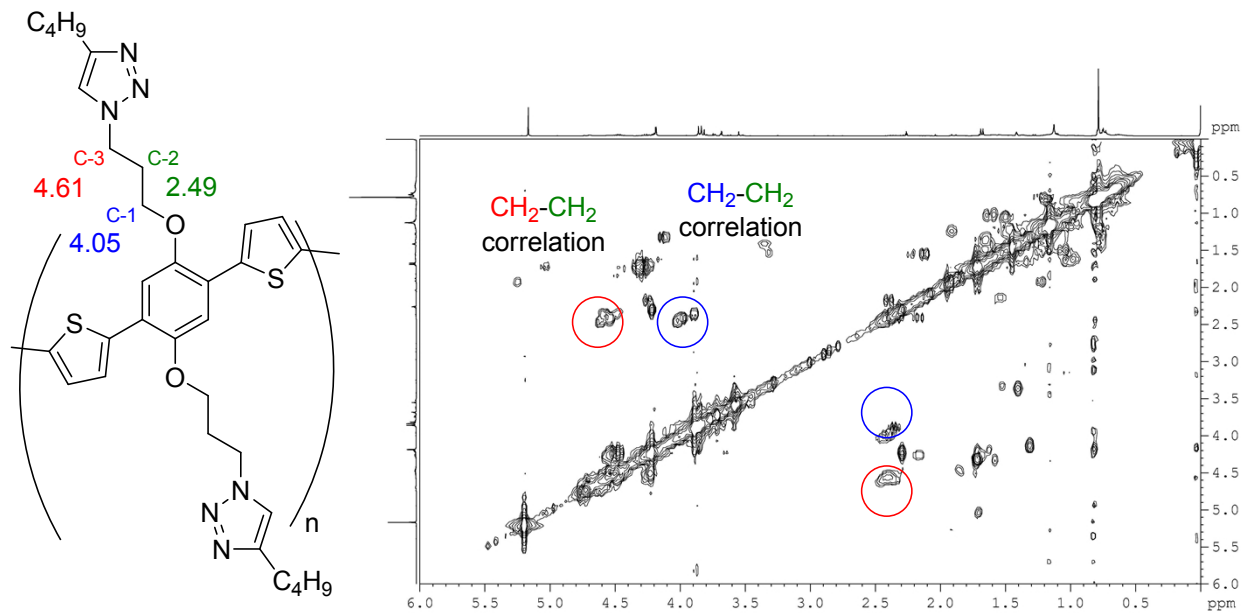 C4H9
N
N
N
C-3
C-2
4.61
2.49
C-1
O
4.05
S
S
O
N
N
N
n
C4H9
CH2-CH2
correlation
CH2-CH2
correlation
ppm
0.5
1.0
1.5
2.0
2.5
3.0
3.5
4.0
4.5
5.0
5.5
6.0
6.0 5.5 5.0 4.5 4.0 3.5 3.0 2.5 2.0 1.5 1.0 0.5 ppm